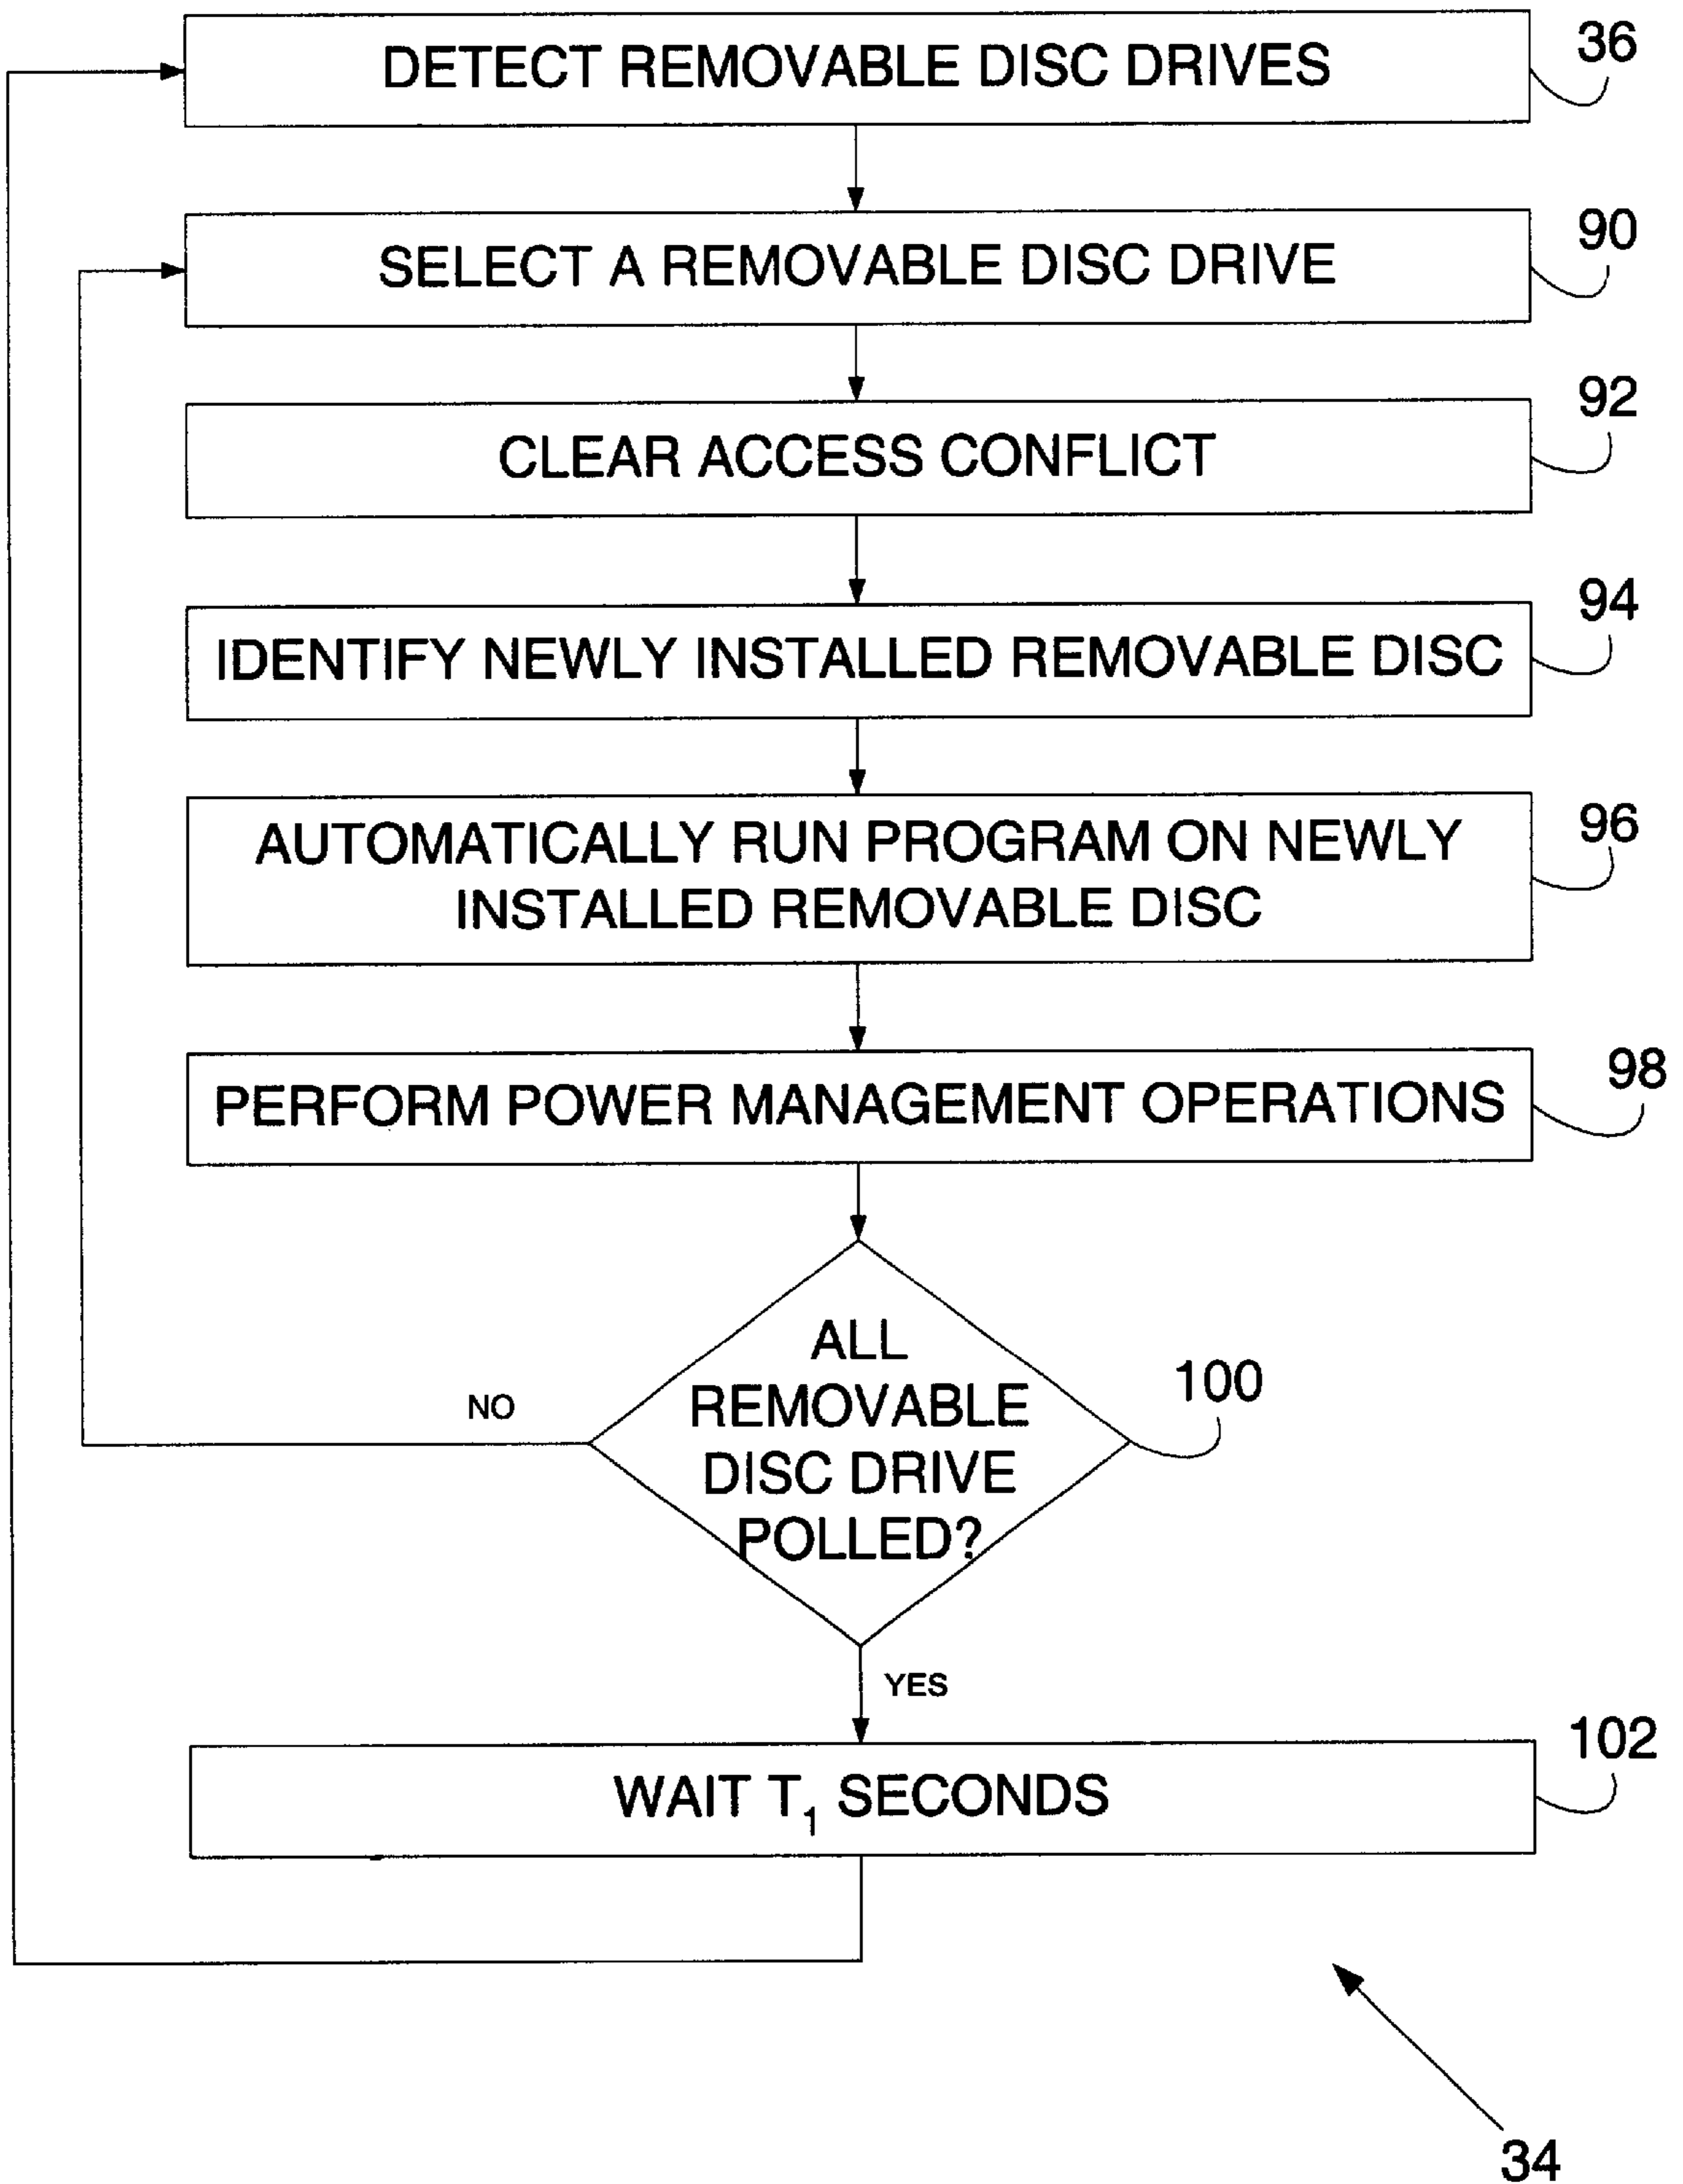 DETECT REMOVABLE DISC DRIVES
36
SELECT A REMOVABLE DISC DRIVE
90
CLEAR ACCESS CONFLICT
92
IDENTIFY NEWLY INSTALLED REMOVABLE DISC
94
AUTOMATICALLY RUN PROGRAM ON NEWLY
INSTALLED REMOVABLE DISC
96
PERFORM POWER MANAGEMENT OPERATIONS
98
ALL
REMOVABLE
DISC DRIVE
POLLED?
100
NO
YES
WAIT T₁ SECONDS
102
34